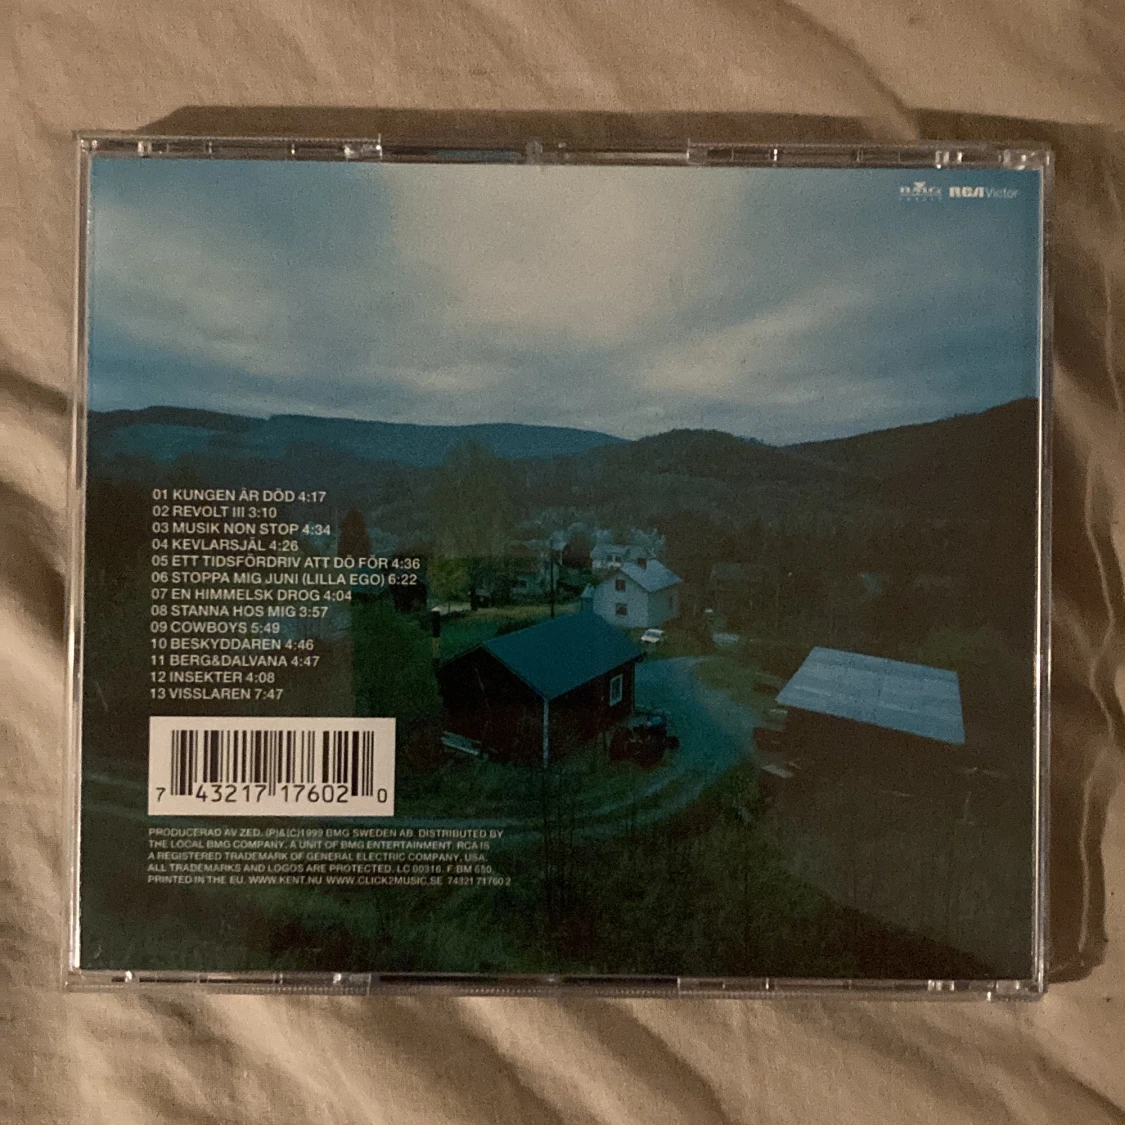 BMG
RCA Victor
01 KUNGEN ÄR DÖD 4:17
02 REVOLT III 3:10
03 MUSIK NON STOP 4:34
04 KEVLARSJÄL 4:26
05 ETT TIDSFÖRDRIV ATT DÖ FÖR 4:36
06 STOPPA MIG JUNI (LILLA EGO) 6:22
07 EN HIMMELSK DROG 4:04
08 STANNA HOS MIG 3:57
09 COWBOYS 5:49
10 BESKYDDAREN 4:46
11 BERG&DALVANA 4:47
12 INSEKTER 4:08
13 VISSLAREN 7:47
7 43217 17602 0
PRODUCERAD AV ZED. (P)&(C)1999 BMG SWEDEN AB. DISTRIBUTED BY
THE LOCAL BMG COMPANY. A UNIT OF BMG ENTERTAINMENT. RCA IS
A REGISTERED TRADEMARK OF GENERAL ELECTRIC COMPANY, USA.
ALL TRADEMARKS AND LOGOS ARE PROTECTED. LC 00316. F:BM 650.
PRINTED IN THE EU. WWW.KENT.NU WWW.CLICK2MUSIC.SE 74321 71760 2